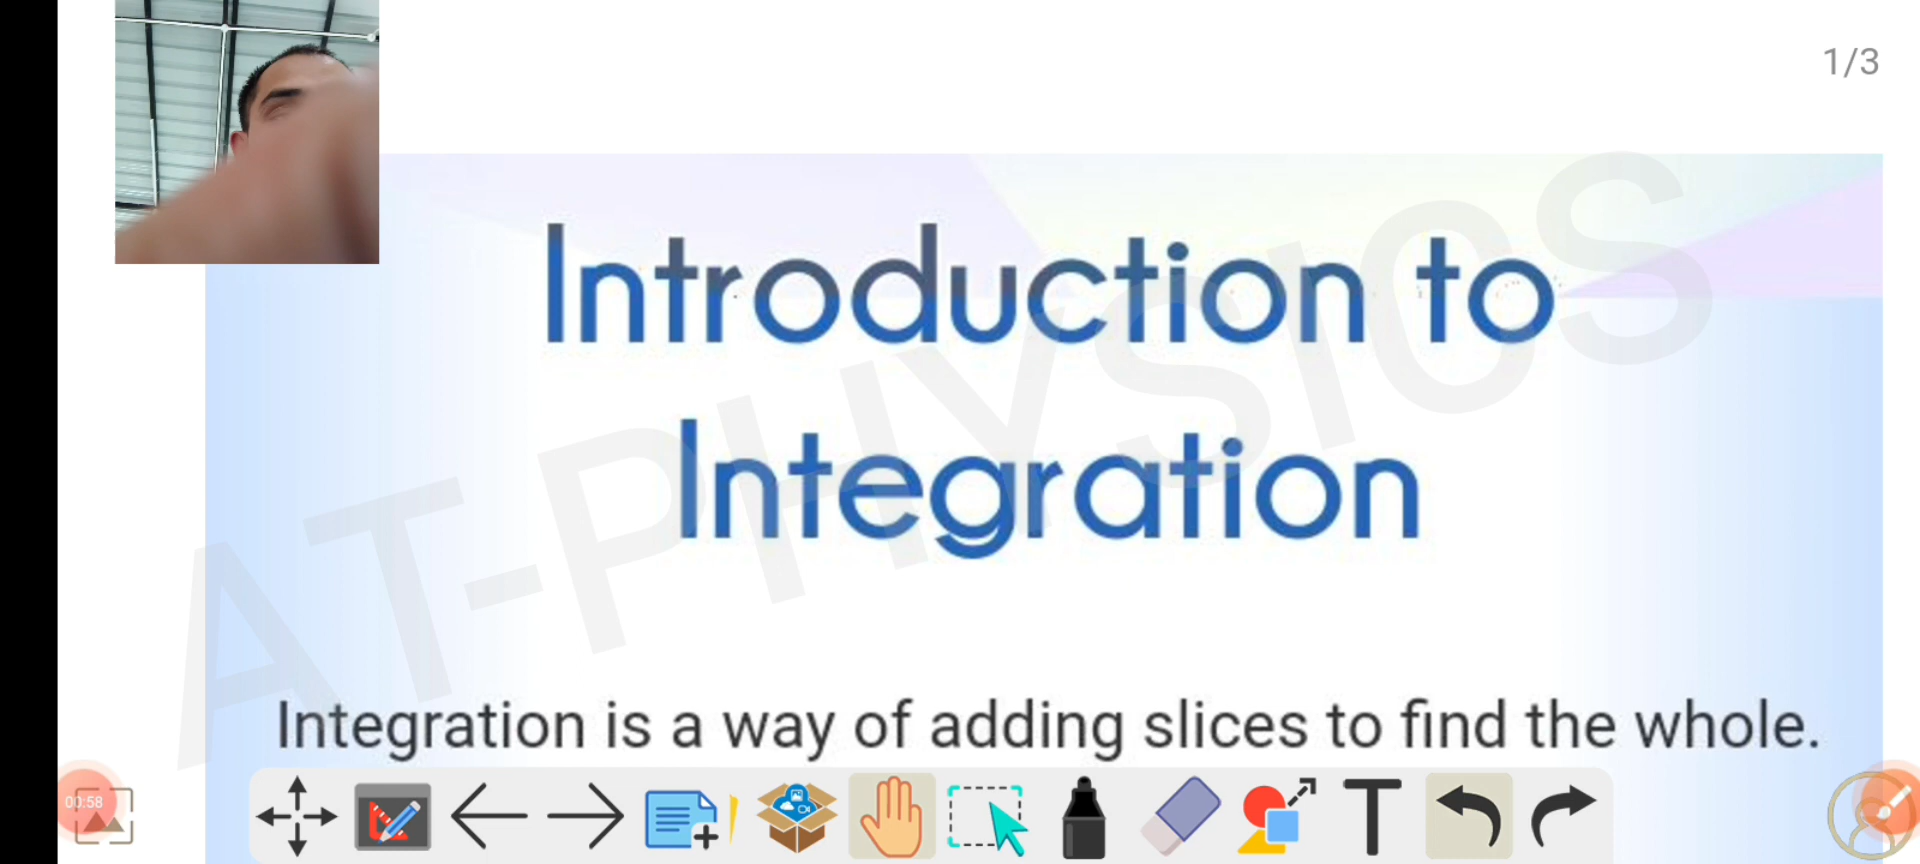 1/3
Introduction to
Integration
AT-PHYSICS
Integration is a way of adding slices to find the whole.
00:58